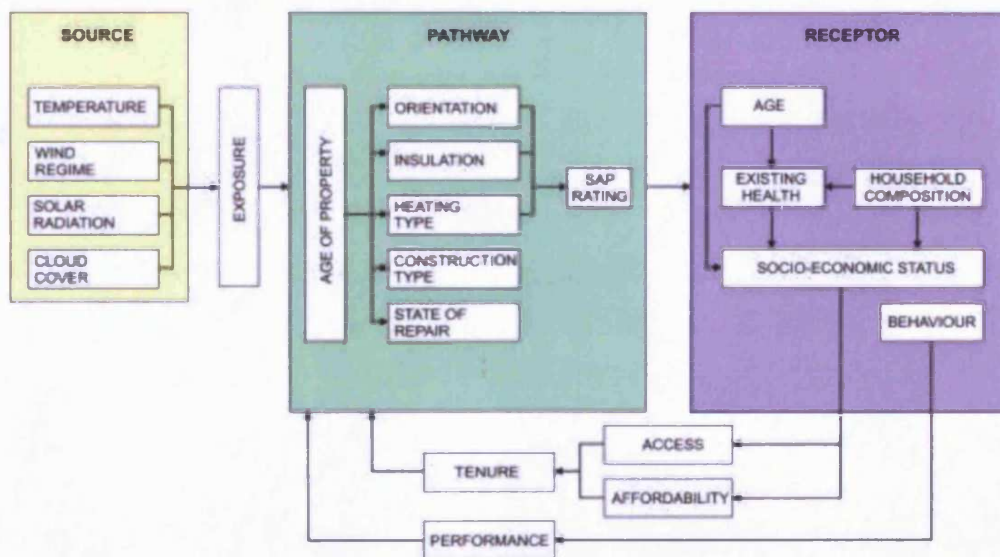 SOURCE
TEMPERATURE
WIND
REGIME
SOLAR
RADIATION
CLOUD
COVER
EXPOSURE
PATHWAY
AGE OF PROPERTY
ORIENTATION
INSULATION
HEATING
TYPE
CONSTRUCTION
TYPE
STATE OF
REPAIR
SAP
RATING
RECEPTOR
AGE
EXISTING
HEALTH
HOUSEHOLD
COMPOSITION
SOCIO-ECONOMIC STATUS
BEHAVIOUR
ACCESS
TENURE
AFFORDABILITY
PERFORMANCE